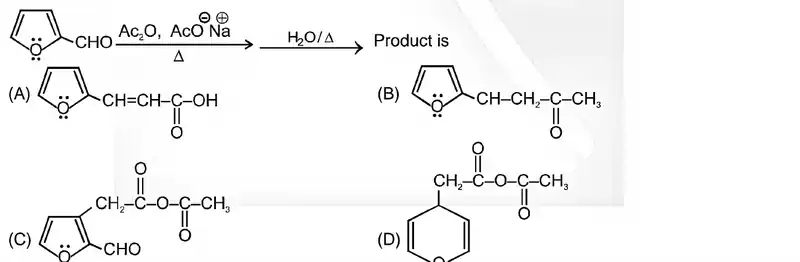 CHO Ac₂O, AcO⊖Na⊕ Δ H₂O/Δ Product is
(A) O CH=CH–C–OH O
(B) O CH–CH₂–C–CH₃ O
(C) O CHO CH₂–C–O–C–CH₃ O O
(D) O CH₂–C–O–C–CH₃ O O